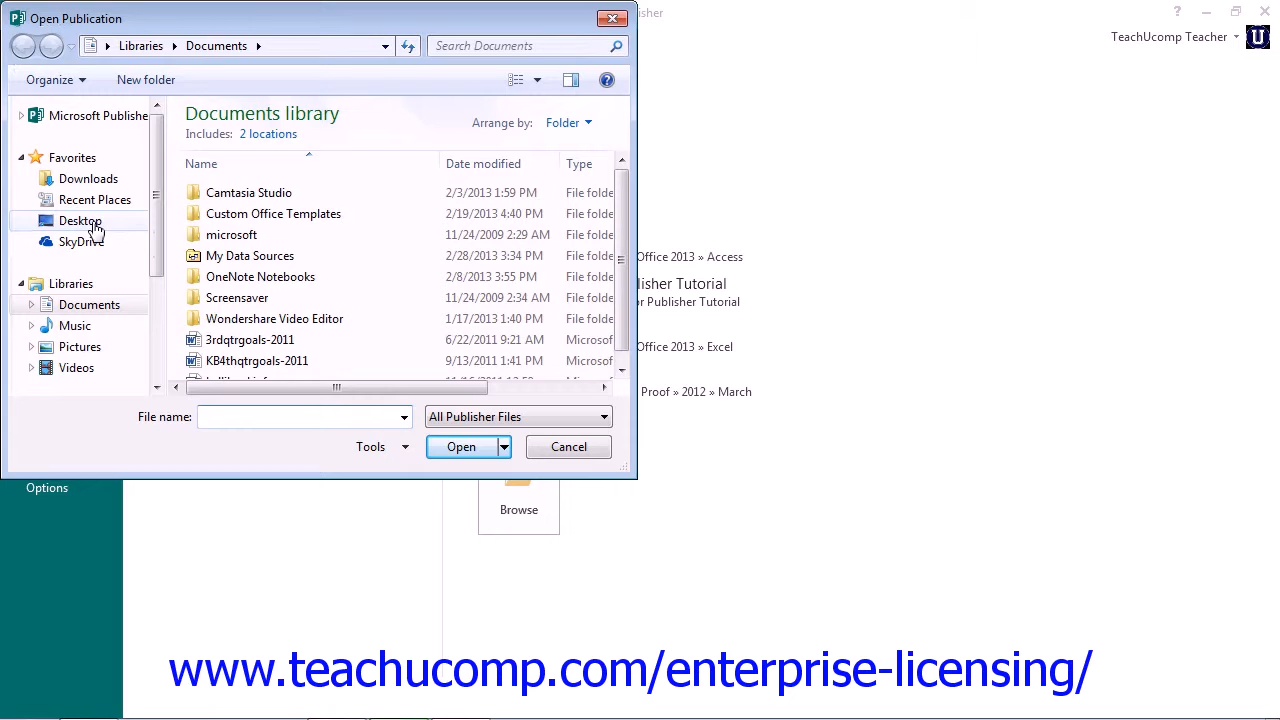 Open Publication
isher
TeachUcomp Teacher
Libraries
Documents
Search Documents
Organize
New folder
Microsoft Publishe
Favorites
Downloads
Recent Places
Desktop
SkyDrive
Libraries
Documents
Music
Pictures
Videos
Documents library
Includes: 2 locations
Arrange by: Folder
Name Date modified Type
Camtasia Studio 2/3/2013 1:59 PM File folde
Custom Office Templates 2/19/2013 4:40 PM File folde
microsoft 11/24/2009 2:29 AM File folde
My Data Sources 2/28/2013 3:34 PM File folde
OneNote Notebooks 2/8/2013 3:55 PM File folde
Screensaver 11/24/2009 2:34 AM File folde
Wondershare Video Editor 1/17/2013 1:40 PM File folde
3rdqtrgoals-2011 6/22/2011 9:21 AM Microsof
KB4thqtrgoals-2011 9/13/2011 1:41 PM Microsof
File name:
All Publisher Files
Tools
Open
Cancel
Office 2013 » Access
lisher Tutorial
or Publisher Tutorial
Office 2013 » Excel
Proof » 2012 » March
Options
Browse
www.teachucomp.com/enterprise-licensing/